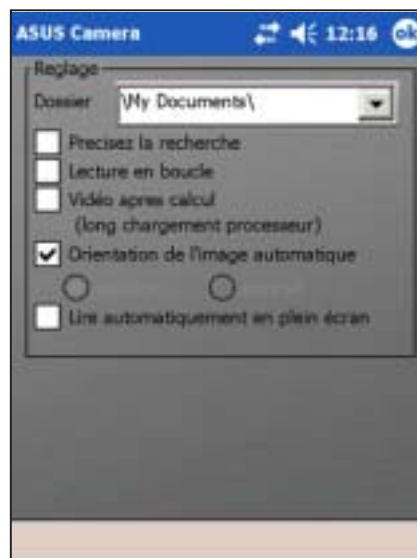 ASUS Camera 12:16 ok
Reglage
Dossier \My Documents\
Precisez la recherche
Lecture en boucle
Vidéo apres calcul
(long chargement processeur)
Orientation de l'image automatique
Lire automatiquement en plein écran